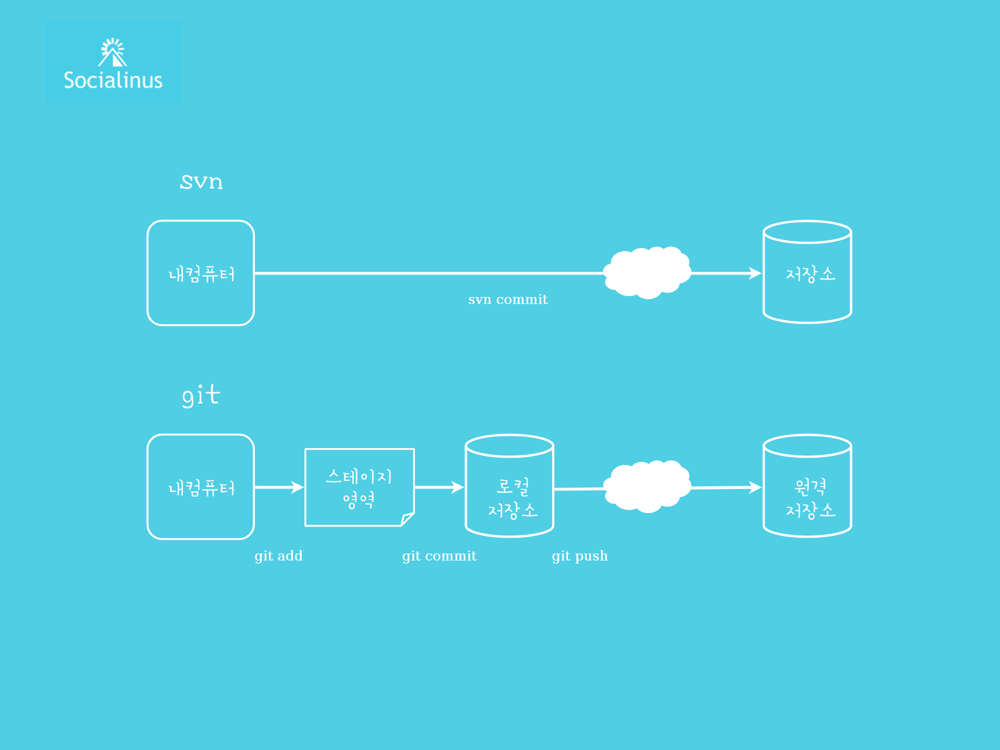 Socialinus
svn
내컴퓨터
저장소
svn commit
git
내컴퓨터
스테이지
영역
로컬
저장소
원격
저장소
git add
git commit
git push